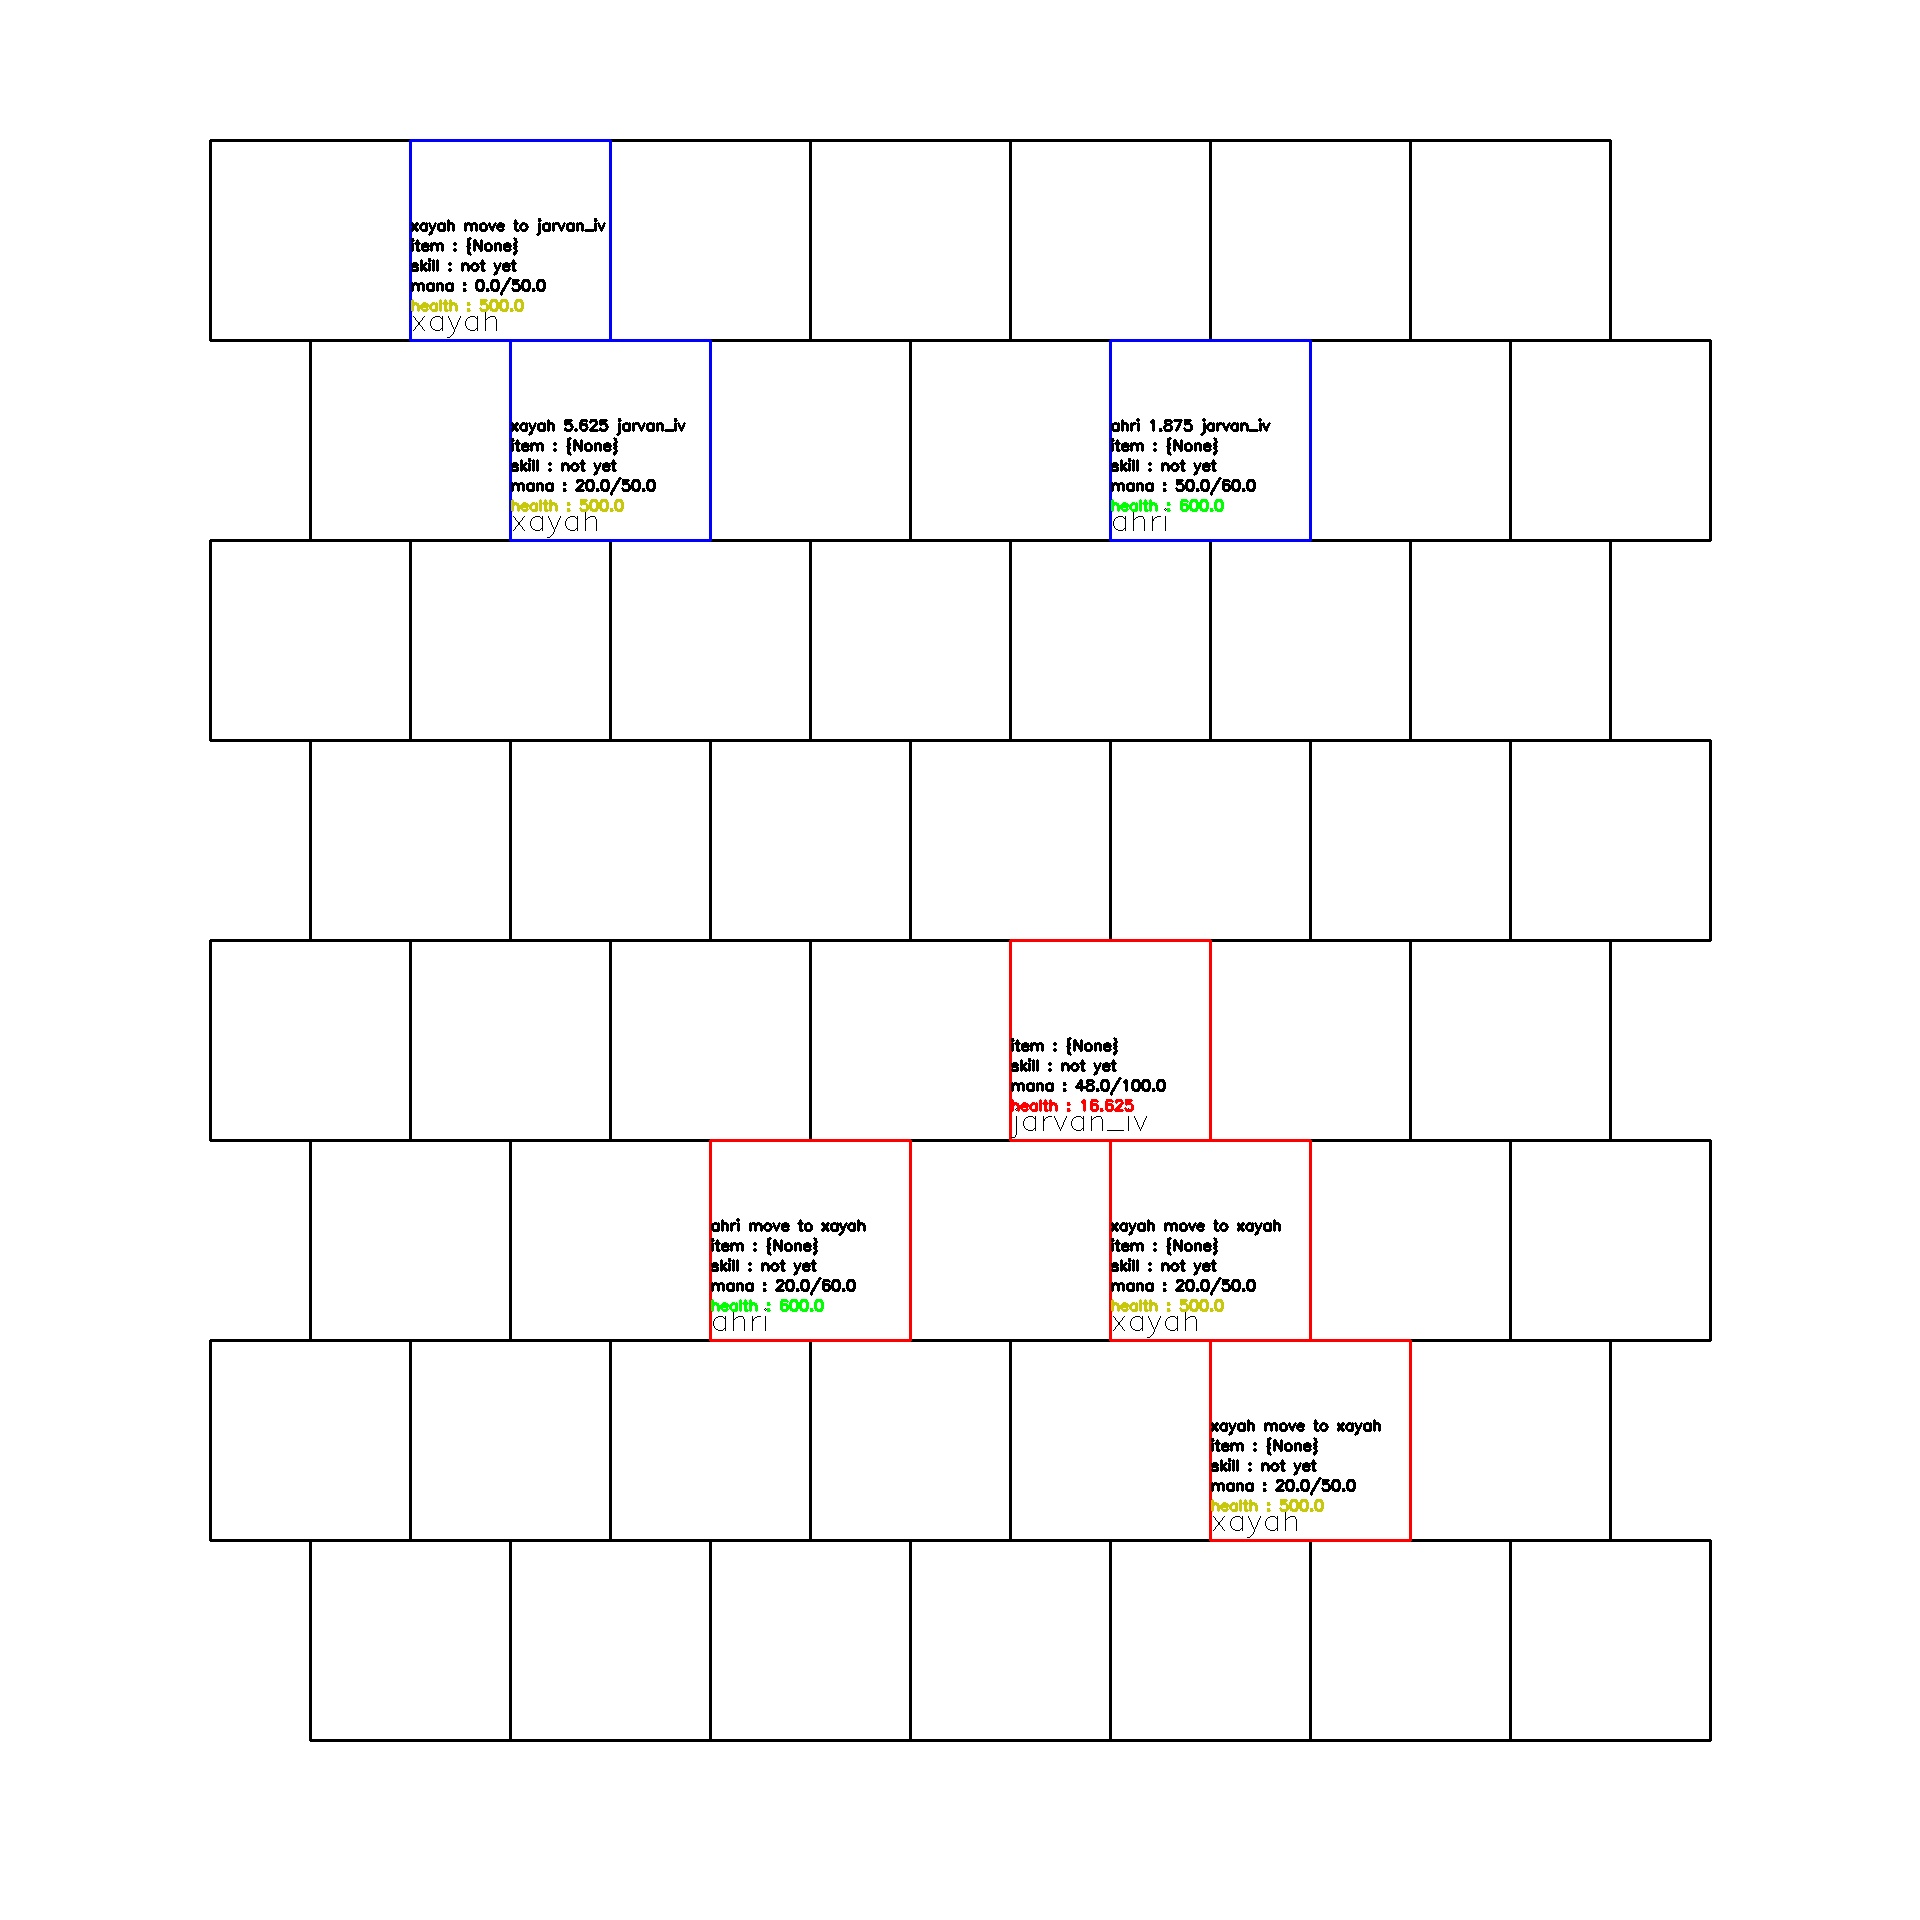 xayah move to jarvan_iv
item : {None}
skill : not yet
mana : 0.0/50.0
health : 500.0
xayah
xayah 5.625 jarvan_iv
item : {None}
skill : not yet
mana : 20.0/50.0
health : 500.0
xayah
ahri 1.875 jarvan_iv
item : {None}
skill : not yet
mana : 50.0/60.0
health : 600.0
ahri
item : {None}
skill : not yet
mana : 48.0/100.0
health : 16.625
jarvan_iv
ahri move to xayah
item : {None}
skill : not yet
mana : 20.0/60.0
health : 600.0
ahri
xayah move to xayah
item : {None}
skill : not yet
mana : 20.0/50.0
health : 500.0
xayah
xayah move to xayah
item : {None}
skill : not yet
mana : 20.0/50.0
health : 500.0
xayah